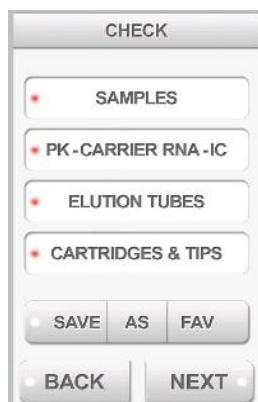 CHECK
SAMPLES
PK-CARRIER RNA-IC
ELUTION TUBES
CARTRIDGES & TIPS
SAVE AS FAV
BACK NEXT